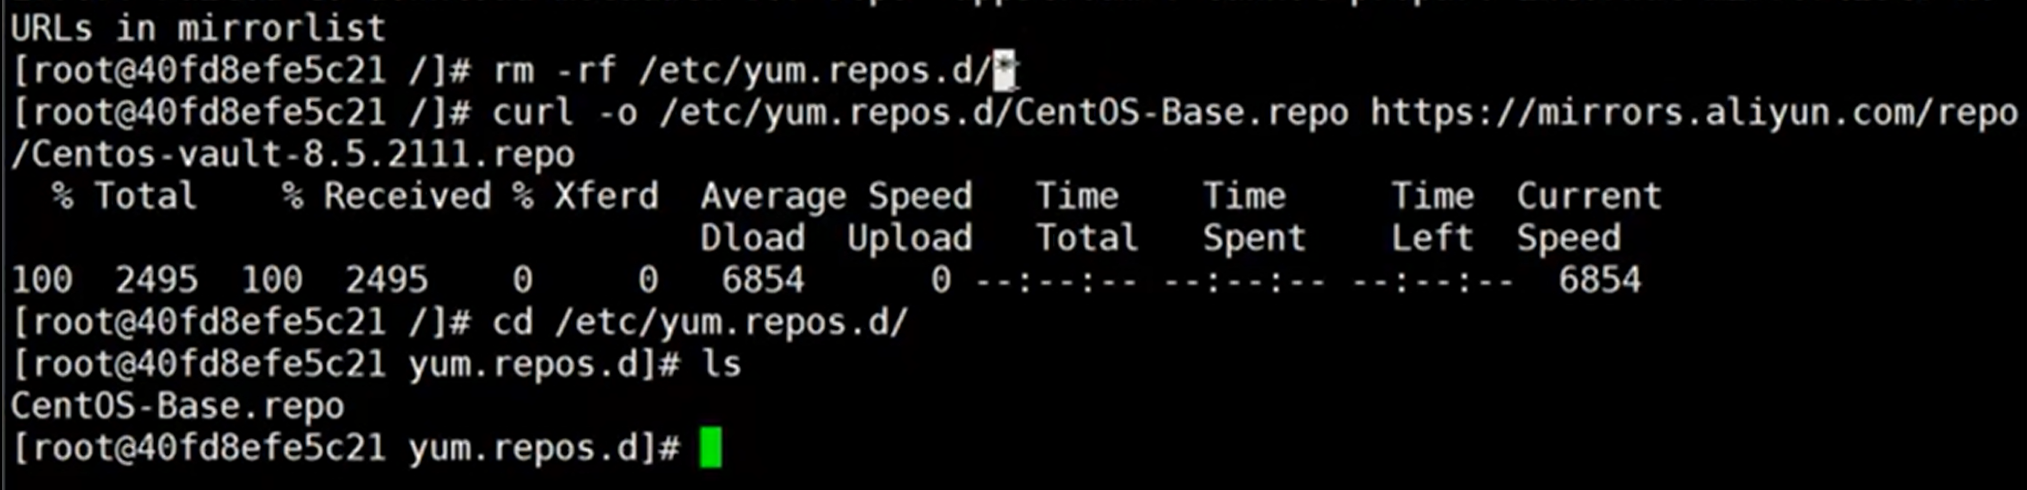 URLs in mirrorlist
[root@40fd8efe5c21 /]# rm -rf /etc/yum.repos.d/*
[root@40fd8efe5c21 /]# curl -o /etc/yum.repos.d/CentOS-Base.repo https://mirrors.aliyun.com/repo
/Centos-vault-8.5.2111.repo
% Total % Received % Xferd Average Speed Time Time Time Current
Dload Upload Total Spent Left Speed
100 2495 100 2495 0 0 6854 0 --:--:-- --:--:-- --:--:-- 6854
[root@40fd8efe5c21 /]# cd /etc/yum.repos.d/
[root@40fd8efe5c21 yum.repos.d]# ls
CentOS-Base.repo
[root@40fd8efe5c21 yum.repos.d]#